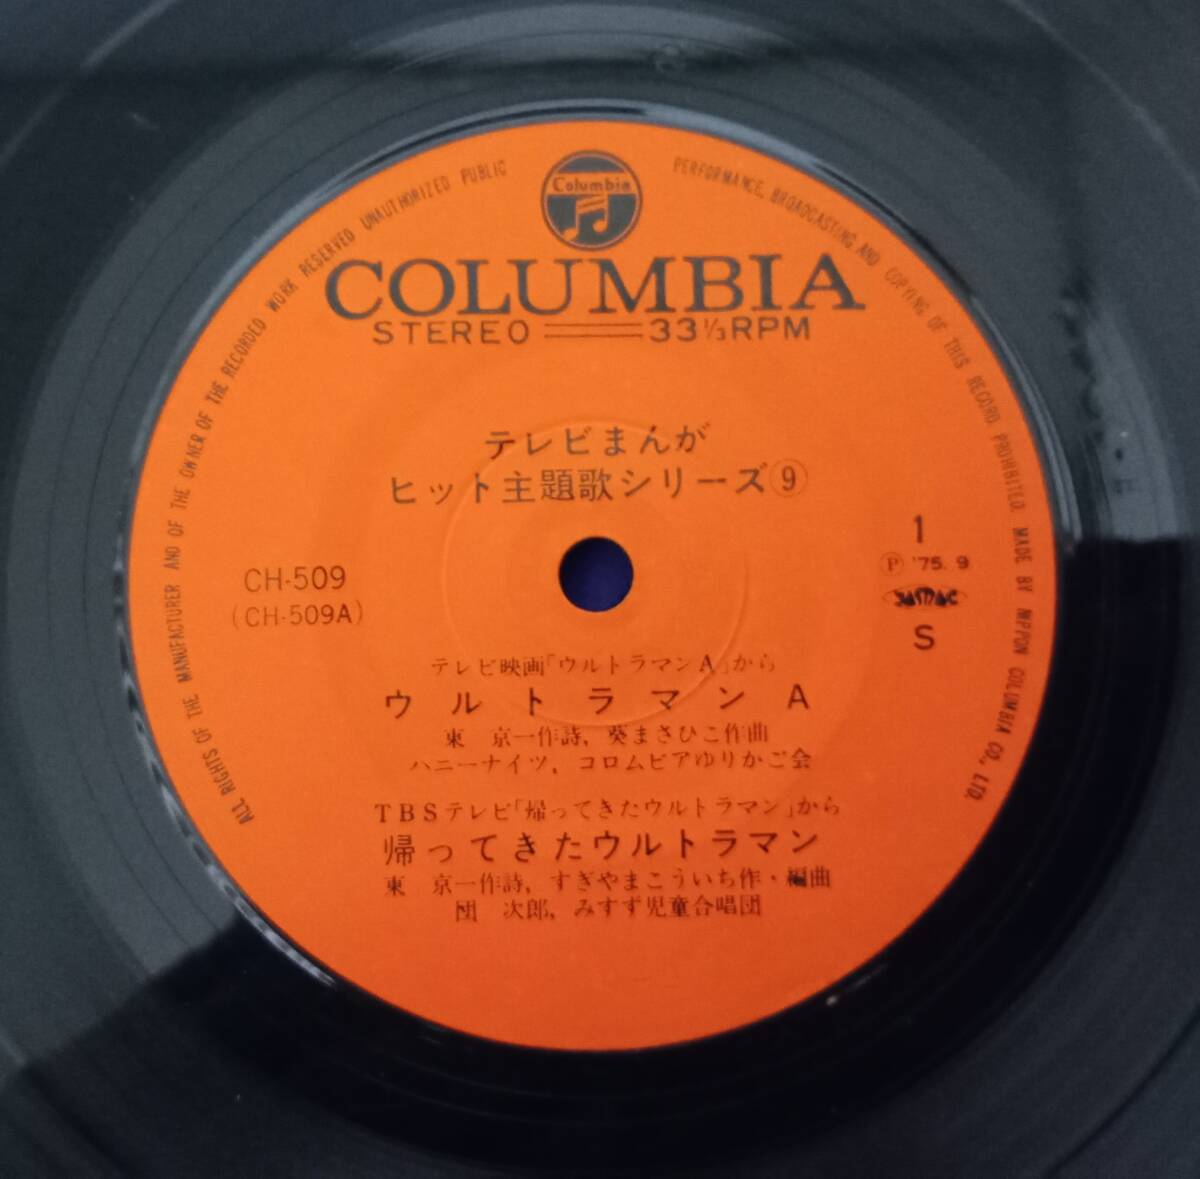 Columbia
COLUMBIA
STEREO 33 1/3 RPM
テレビまんが
ヒット主題歌シリーズ⑨
CH-509
(CH-509A)
1
Ⓟ '75. 9
S
テレビ映画「ウルトラマンA」から
ウルトラマンA
東 京一作詩, 葵まさひこ作曲
ハニーナイツ, コロムビアゆりかご会
TBSテレビ「帰ってきたウルトラマン」から
帰ってきたウルトラマン
東 京一作詩, すぎやまこういち作・編曲
団 次郎, みすず児童合唱団
ALL RIGHTS OF THE MANUFACTURER AND OF THE OWNER OF THE RECORDED WORK RESERVED UNAUTHORIZED PUBLIC PERFORMANCE, BROADCASTING AND COPYING OF THIS RECORD PROHIBITED. MADE BY NIPPON COLUMBIA CO., LTD.